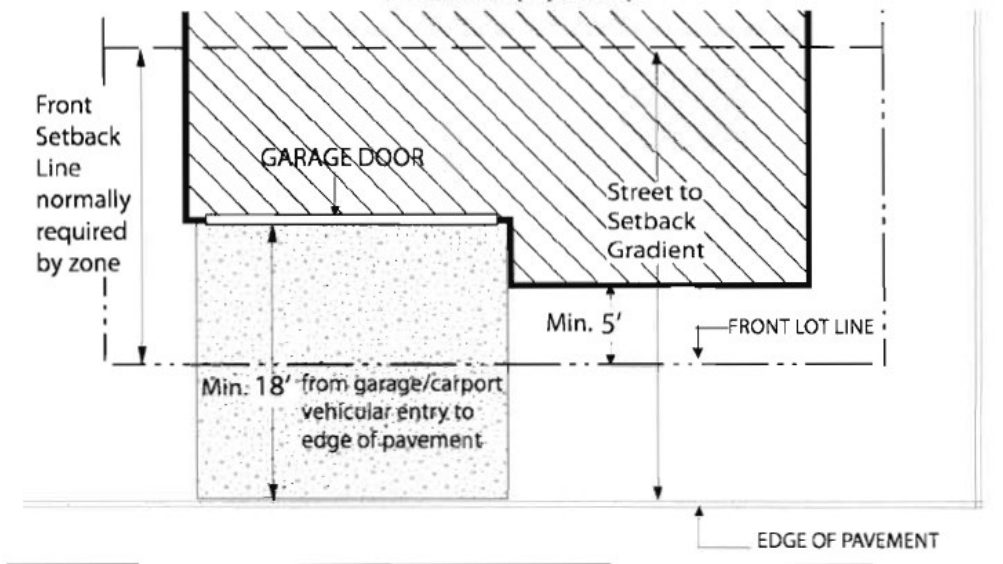 Front
Setback
Line
normally
required
by zone
GARAGE DOOR
Street to
Setback
Gradient
Min. 5'
FRONT LOT LINE
Min. 18' from garage/carport
vehicular entry to
edge of pavement
EDGE OF PAVEMENT